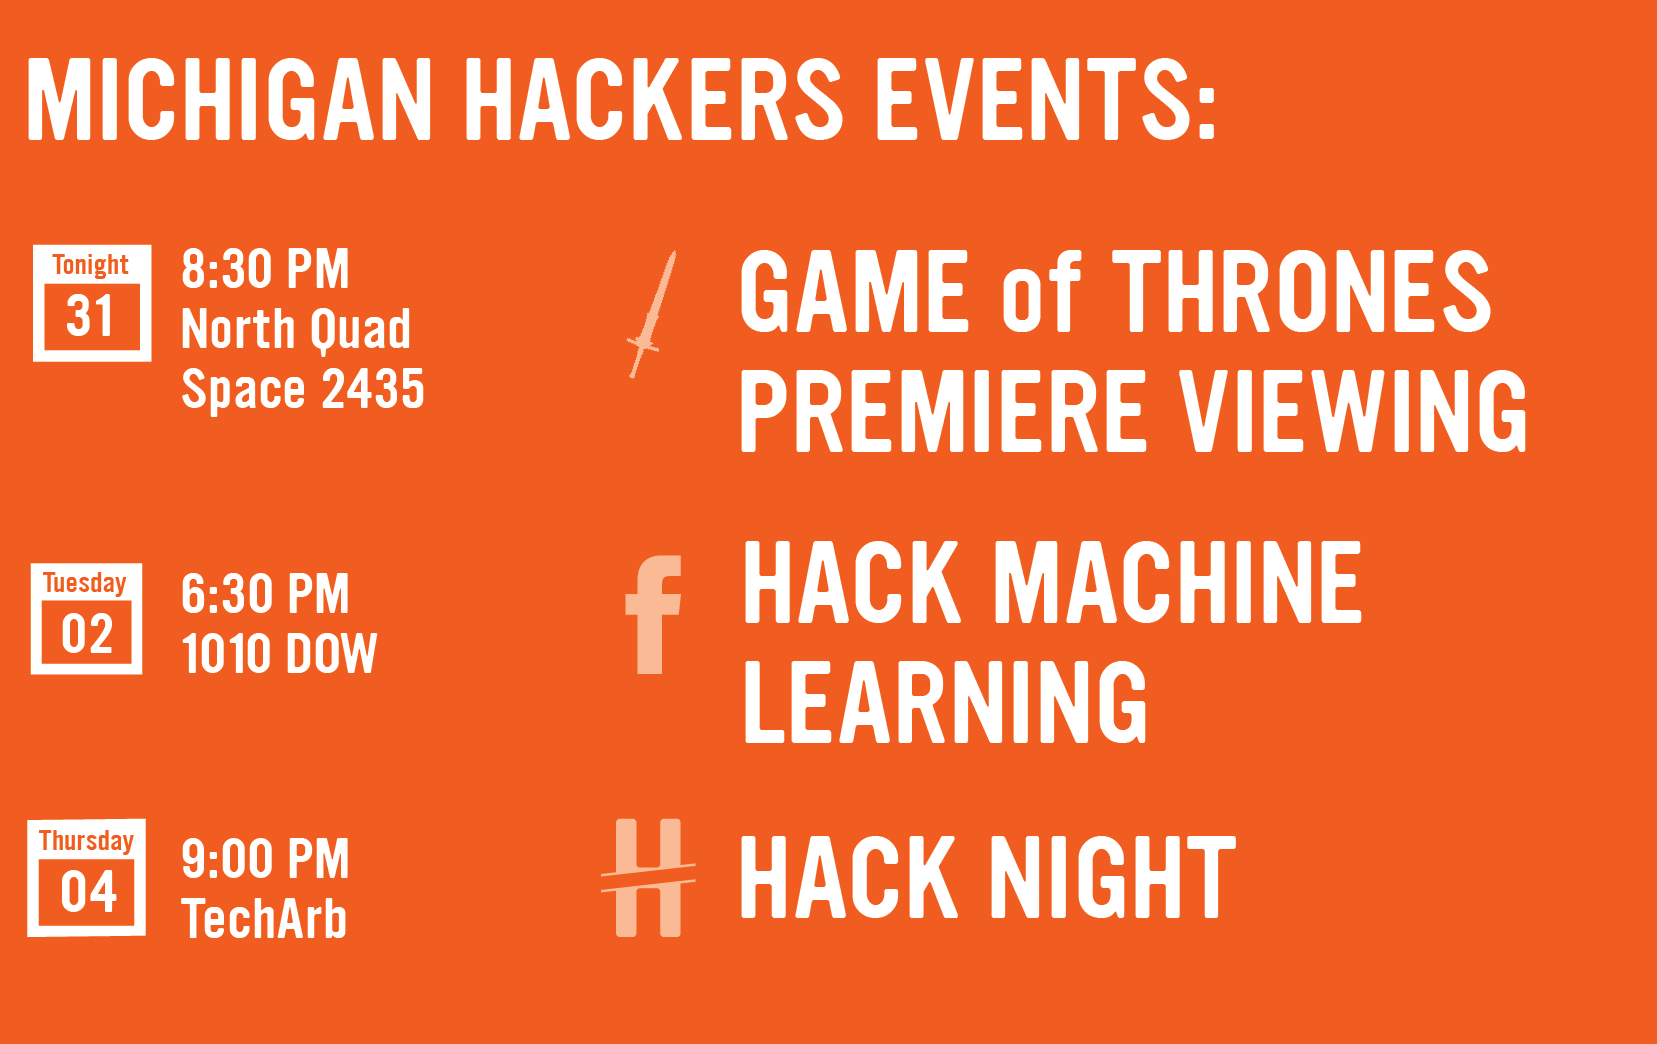 MICHIGAN HACKERS EVENTS:
Tonight
31
8:30 PM
North Quad
Space 2435
GAME of THRONES
PREMIERE VIEWING
Tuesday
02
6:30 PM
1010 DOW
f
HACK MACHINE
LEARNING
Thursday
04
9:00 PM
TechArb
H
HACK NIGHT